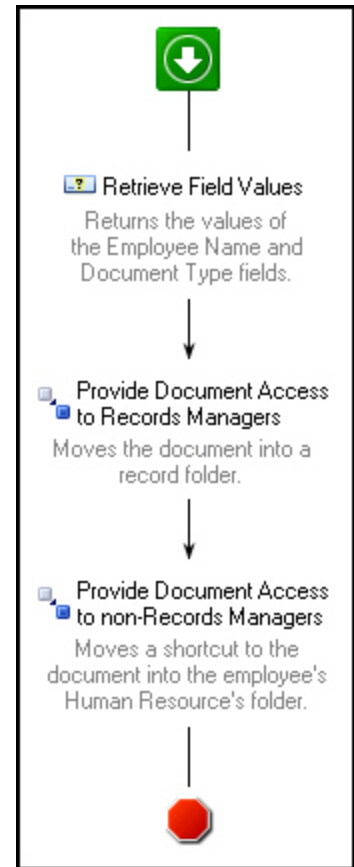 Retrieve Field Values
Returns the values of
the Employee Name and
Document Type fields.
Provide Document Access
to Records Managers
Moves the document into a
record folder.
Provide Document Access
to non-Records Managers
Moves a shortcut to the
document into the employee's
Human Resource's folder.